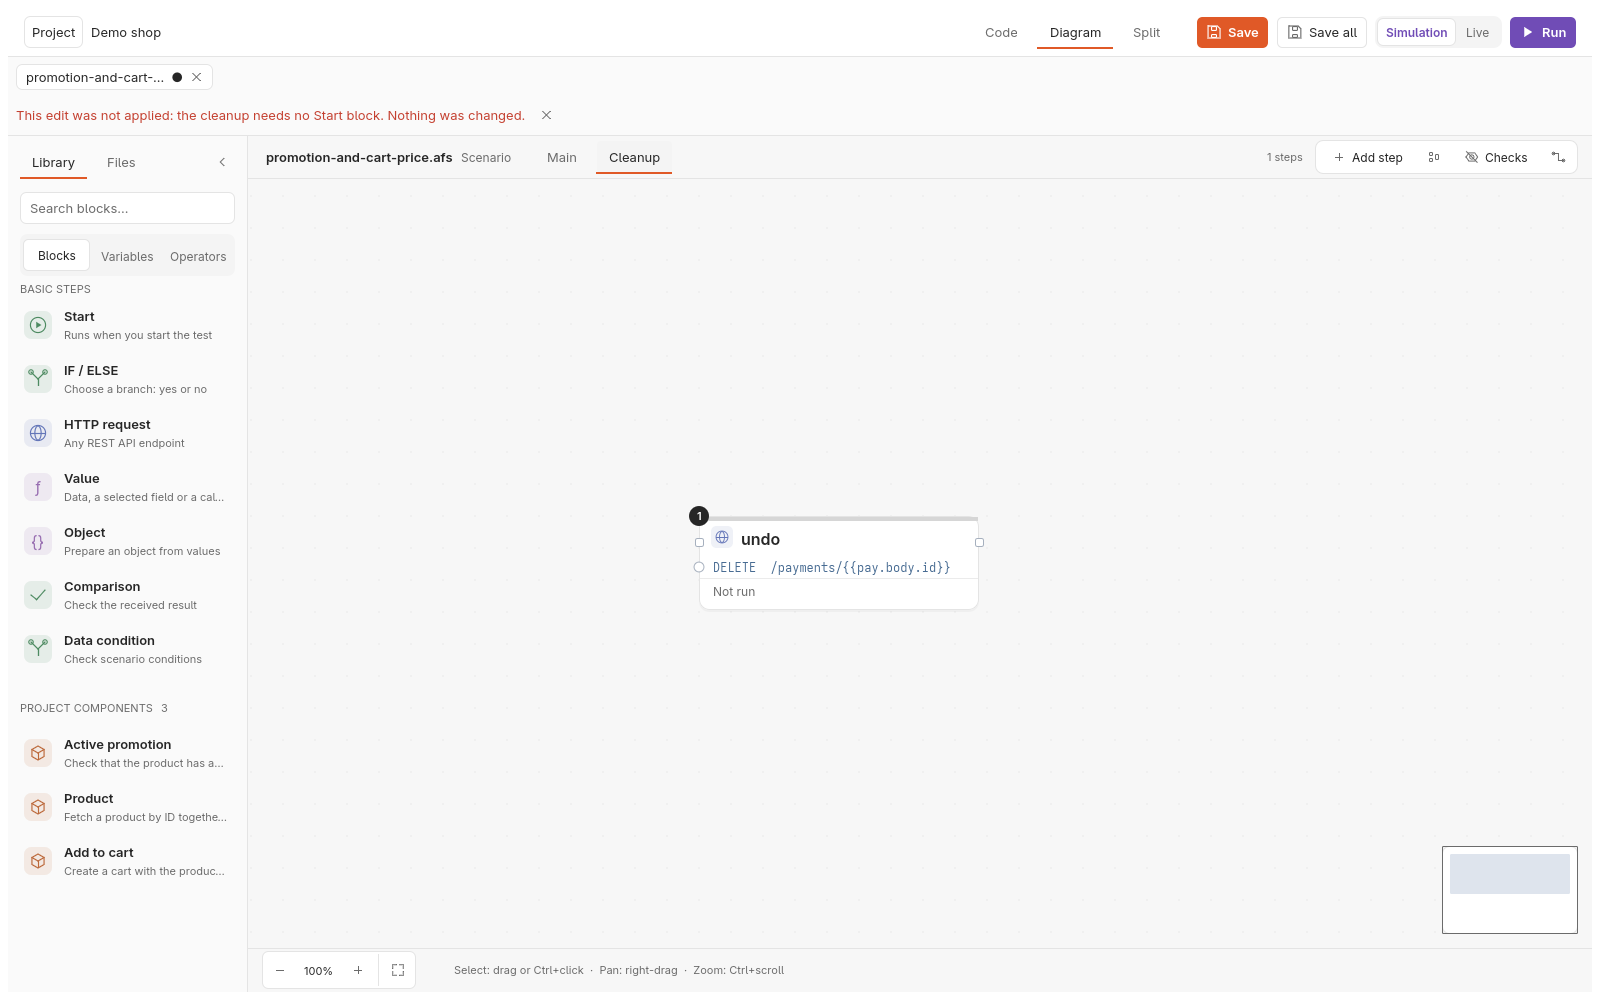 Project Demo shop Code Diagram Split Save Save all Simulation Live Run
promotion-and-cart-...
This edit was not applied: the cleanup needs no Start block. Nothing was changed.
Library Files
promotion-and-cart-price.afs Scenario Main Cleanup 1 steps Add step Checks
Search blocks...
Blocks Variables Operators
BASIC STEPS
Start
Runs when you start the test
IF / ELSE
Choose a branch: yes or no
HTTP request
Any REST API endpoint
Value
Data, a selected field or a cal...
Object
Prepare an object from values
Comparison
Check the received result
Data condition
Check scenario conditions
PROJECT COMPONENTS 3
Active promotion
Check that the product has a...
Product
Fetch a product by ID togethe...
Add to cart
Create a cart with the produc...
1
undo
DELETE /payments/{{pay.body.id}}
Not run
100%
Select: drag or Ctrl+click · Pan: right-drag · Zoom: Ctrl+scroll